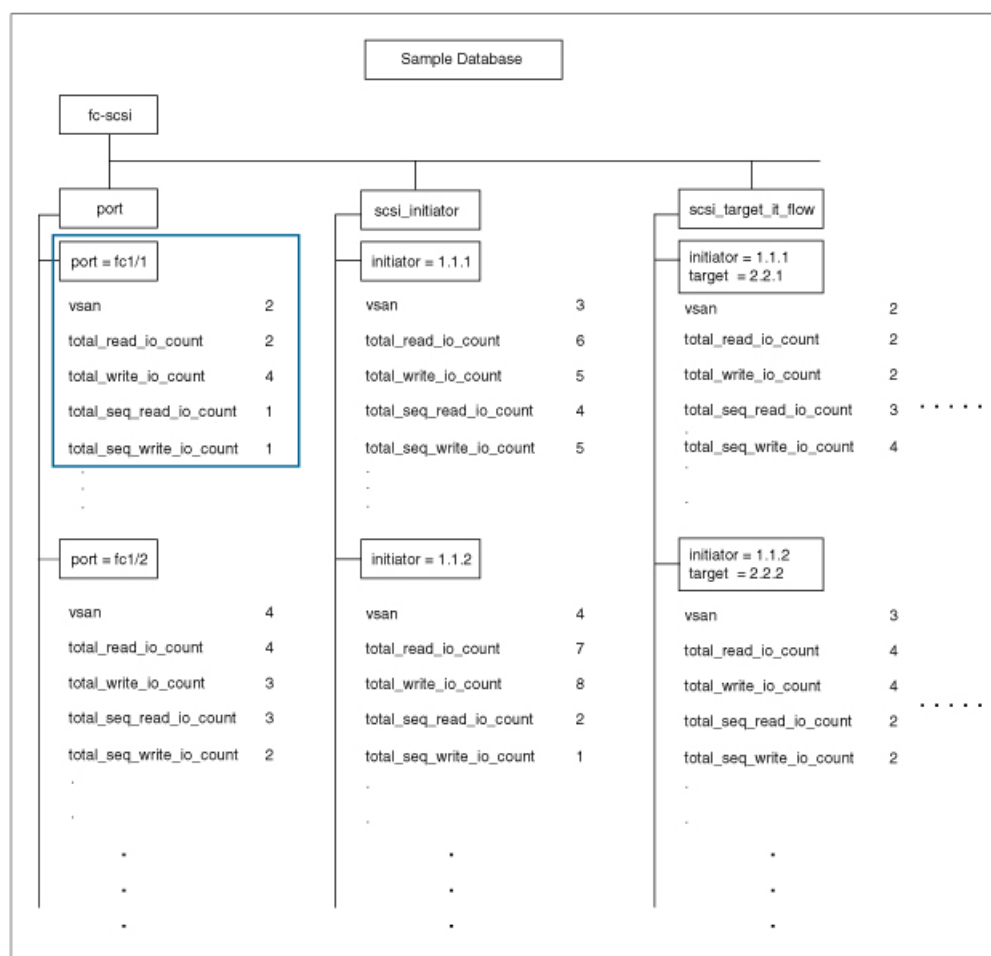 Sample Database
fc-scsi
port
port = fc1/1
vsan 2
total_read_io_count 2
total_write_io_count 4
total_seq_read_io_count 1
total_seq_write_io_count 1
port = fc1/2
vsan 4
total_read_io_count 4
total_write_io_count 3
total_seq_read_io_count 3
total_seq_write_io_count 2
scsi_initiator
initiator = 1.1.1
vsan 3
total_read_io_count 6
total_write_io_count 5
total_seq_read_io_count 4
total_seq_write_io_count 5
initiator = 1.1.2
vsan 4
total_read_io_count 7
total_write_io_count 8
total_seq_read_io_count 2
total_seq_write_io_count 1
scsi_target_it_flow
initiator = 1.1.1
target = 2.2.1
vsan 2
total_read_io_count 2
total_write_io_count 2
total_seq_read_io_count 3
total_seq_write_io_count 4
initiator = 1.1.2
target = 2.2.2
vsan 3
total_read_io_count 4
total_write_io_count 4
total_seq_read_io_count 2
total_seq_write_io_count 2